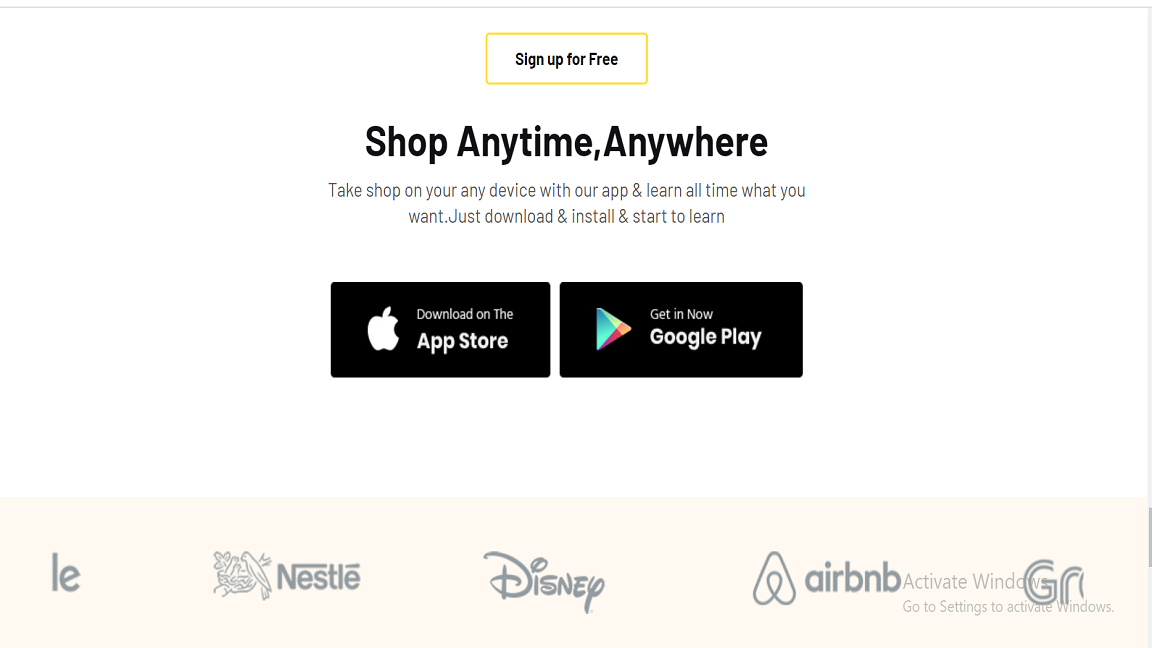 Sign up for Free
Shop Anytime,Anywhere
Take shop on your any device with our app & learn all time what you
want.Just download & install & start to learn
Download on The
App Store
Get in Now
Google Play
le
Nestlé
Disney
airbnb
Activate Windows
Go to Settings to activate Windows.